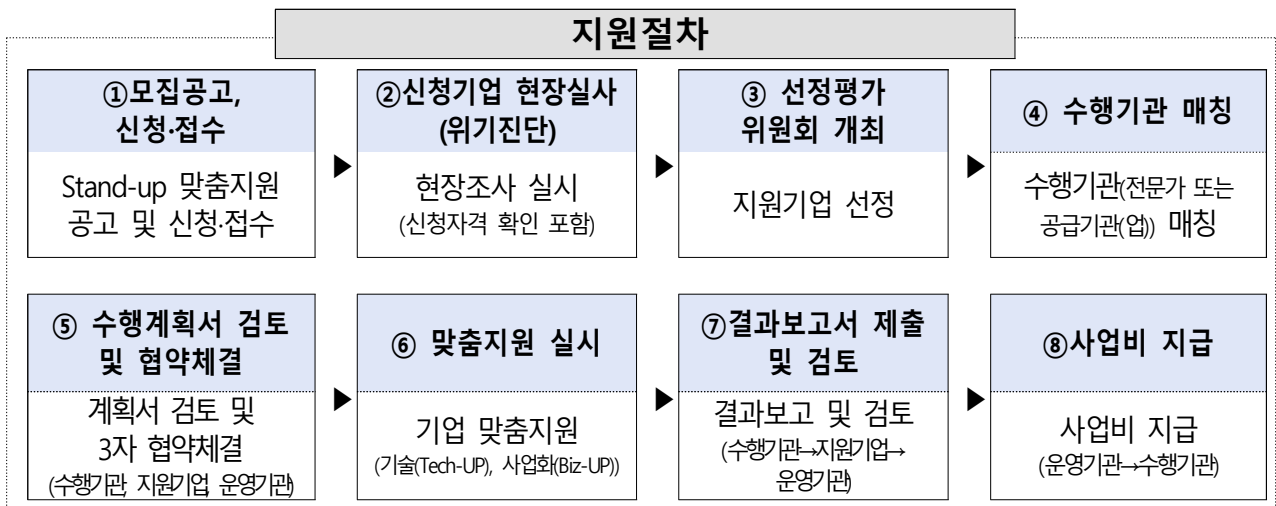 지원절차
①모집공고,
신청·접수
Stand-up 맞춤지원
공고 및 신청·접수
▶
②신청기업 현장실사
(위기진단)
현장조사 실시
(신청자격 확인 포함)
▶
③ 선정평가
위원회 개최
지원기업 선정
▶
④ 수행기관 매칭
수행기관(전문가 또는
공급기관(업)) 매칭
⑤ 수행계획서 검토
및 협약체결
계획서 검토 및
3자 협약체결
(수행기관, 지원기업, 운영기관)
▶
⑥ 맞춤지원 실시
기업 맞춤지원
(기술(Tech-UP), 사업화(Biz-UP))
▶
⑦결과보고서 제출
및 검토
결과보고 및 검토
(수행기관→지원기업→
운영기관)
▶
⑧사업비 지급
사업비 지급
(운영기관→수행기관)